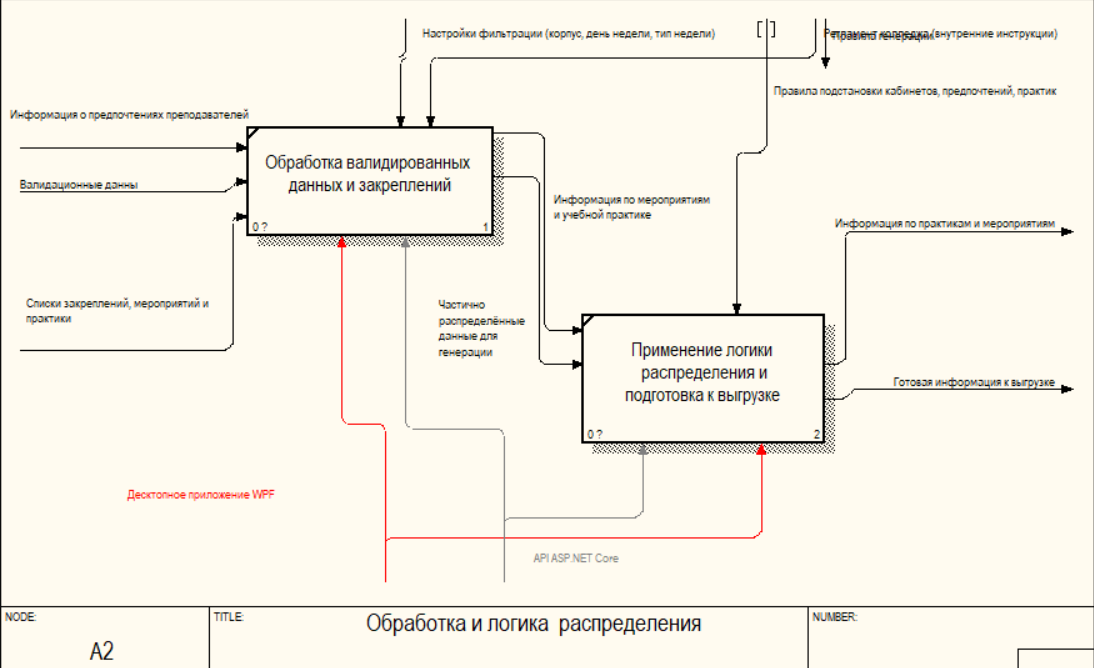 Настройки фильтрации (корпус, день недели, тип недели)
Регламент колледжа (внутренние инструкции)
Правила генерации
Правила подстановки кабинетов, предпочтений, практик
Информация о предпочтениях преподавателей
Валидационные данны
Обработка валидированных
данных и закреплений
0 ?
1
Информация по мероприятиям
и учебной практике
Информация по практикам и мероприятиям
Списки закреплений, мероприятий и
практики
Частично
распределённые
данные для
генерации
Применение логики
распределения и
подготовка к выгрузке
0 ?
2
Готовая информация к выгрузке
Десктопное приложение WPF
API ASP.NET Core
NODE:
A2
TITLE:
Обработка и логика распределения
NUMBER: